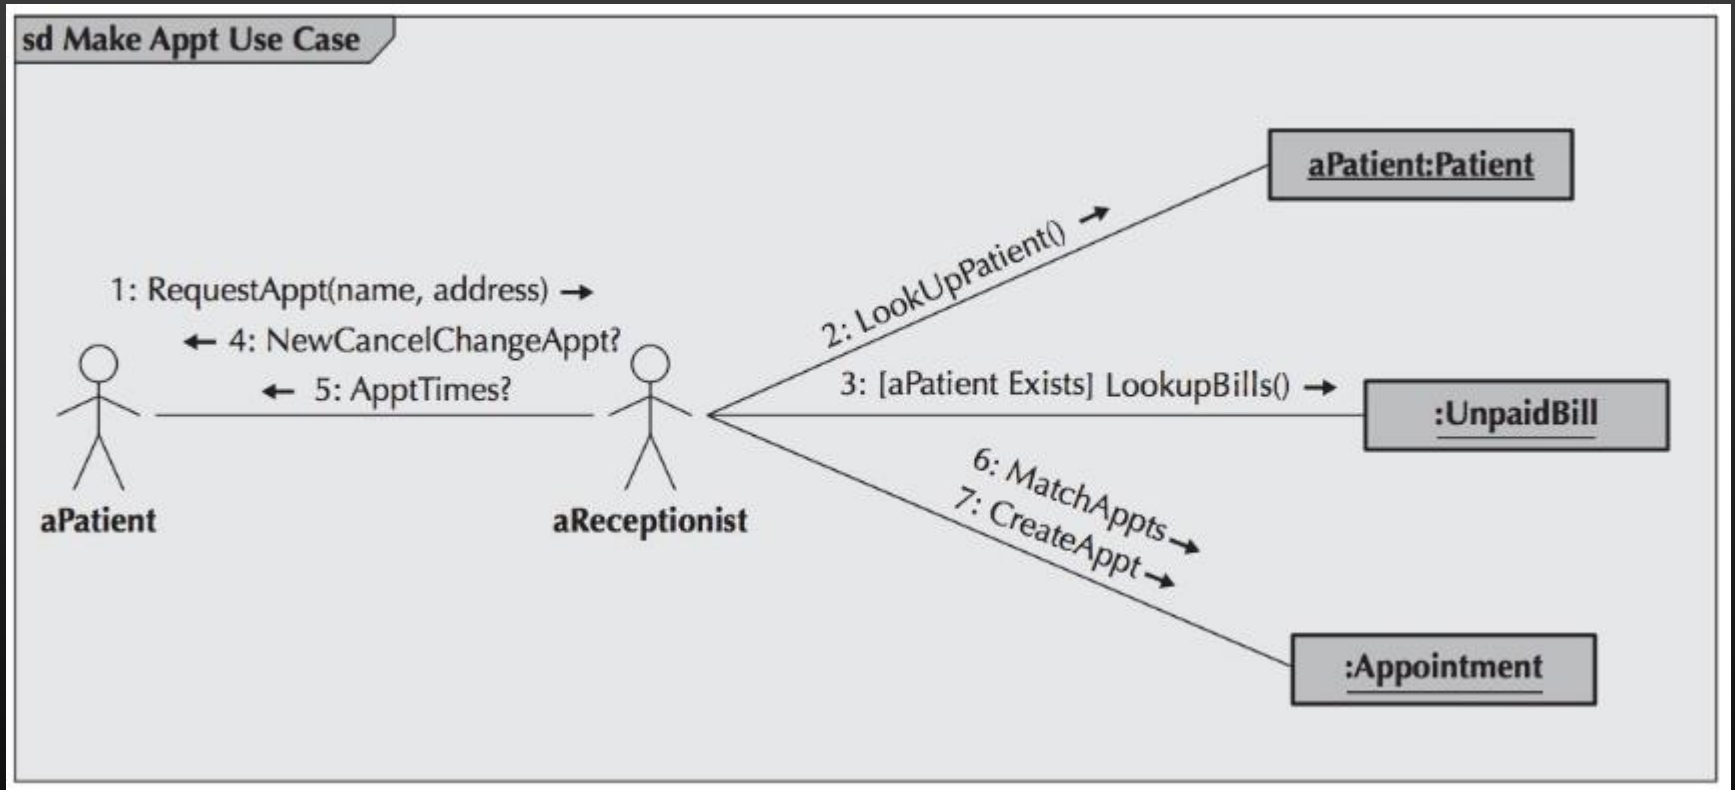 sd Make Appt Use Case
aPatient:Patient
1: RequestAppt(name, address)
4: NewCancelChangeAppt?
5: ApptTimes?
2: LookUpPatient()
3: [aPatient Exists] LookupBills()
:UnpaidBill
6: MatchAppts
7: CreateAppt
aPatient
aReceptionist
:Appointment